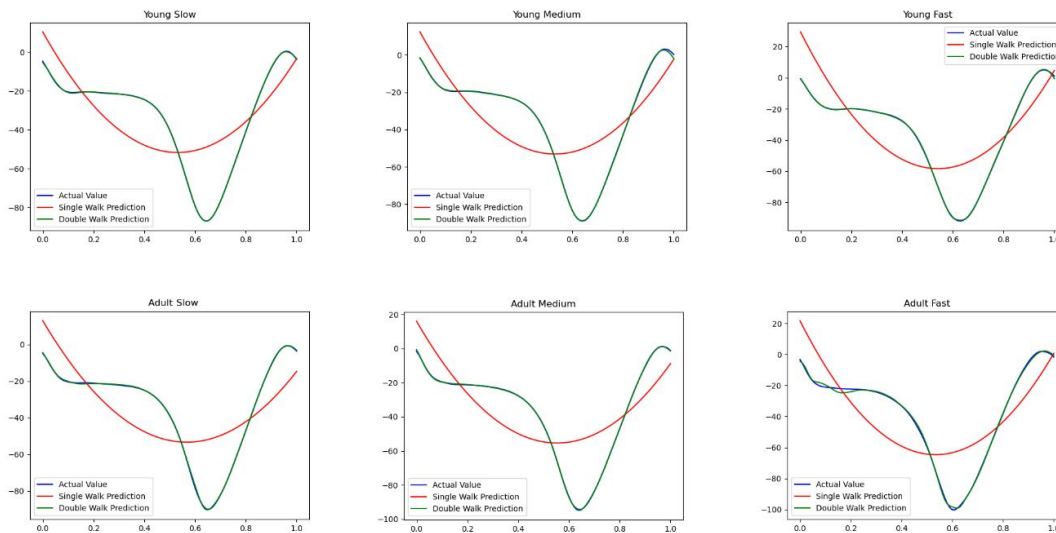 Young Slow
0
−20
−40
−60
−80
0.0 0.2 0.4 0.6 0.8 1.0
Actual Value
Single Walk Prediction
Double Walk Prediction
Young Medium
0
−20
−40
−60
−80
0.0 0.2 0.4 0.6 0.8 1.0
Actual Value
Single Walk Prediction
Double Walk Prediction
Young Fast
20
0
−20
−40
−60
−80
0.0 0.2 0.4 0.6 0.8 1.0
Actual Value
Single Walk Prediction
Double Walk Prediction
Adult Slow
0
−20
−40
−60
−80
0.0 0.2 0.4 0.6 0.8 1.0
Actual Value
Single Walk Prediction
Double Walk Prediction
Adult Medium
20
0
−20
−40
−60
−80
−100
0.0 0.2 0.4 0.6 0.8 1.0
Actual Value
Single Walk Prediction
Double Walk Prediction
Adult Fast
20
0
−20
−40
−60
−80
−100
0.0 0.2 0.4 0.6 0.8 1.0
Actual Value
Single Walk Prediction
Double Walk Prediction